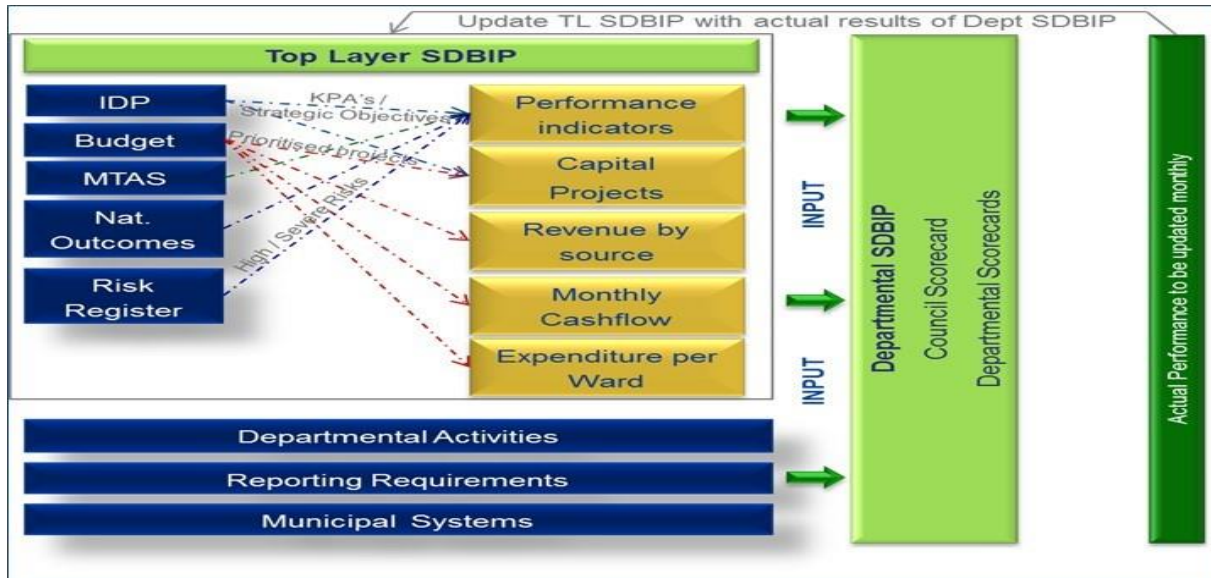 Update TL SDBIP with actual results of Dept SDBIP
Top Layer SDBIP
IDP
Budget
MTAS
Nat.
Outcomes
Risk
Register
KPA's /
Strategic Objectives
Prioritised projects
High / Severe Risks
Performance
indicators
Capital
Projects
Revenue by
source
Monthly
Cashflow
Expenditure per
Ward
INPUT
INPUT
Departmental SDBIP
Council Scorecard
Departmental Scorecards
Actual Performance to be updated monthly
Departmental Activities
Reporting Requirements
Municipal Systems